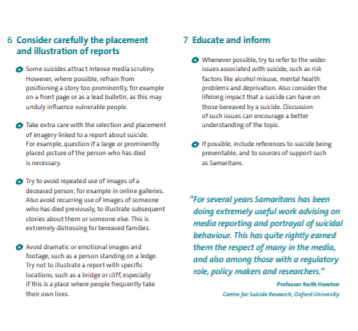 6 Consider carefully the placement
and illustration of reports
Some suicides attract intense media scrutiny.
However, where possible, refrain from
positioning a story too prominently, for example
on a front page or as a lead bulletin, as this may
unduly influence vulnerable people.
Take extra care with the selection and placement
of imagery linked to a report about suicide.
For example, question if a large or prominently
placed picture of the person who has died
is necessary.
Try to avoid repeated use of images of a
deceased person, for example in online galleries.
Also avoid recurring use of images of someone
who has died previously, to illustrate subsequent
stories about them or someone else. This is
extremely distressing for bereaved families.
Avoid dramatic or emotional images and
footage, such as a person standing on a ledge.
Try not to illustrate a report with specific
locations, such as a bridge or cliff, especially
if this is a place where people frequently take
their own lives.
7 Educate and inform
Whenever possible, try to refer to the wider
issues associated with suicide, such as risk
factors like alcohol misuse, mental health
problems and deprivation. Also consider the
lifelong impact that a suicide can have on
those bereaved by a suicide. Discussion
of such issues can encourage a better
understanding of the topic.
If possible, include references to suicide being
preventable, and to sources of support such
as Samaritans.
"For several years Samaritans has been
doing extremely useful work advising on
media reporting and portrayal of suicidal
behaviour. This has quite rightly earned
them the respect of many in the media,
and also among those with a regulatory
role, policy makers and researchers."
Professor Keith Hawton
Centre for Suicide Research, Oxford University